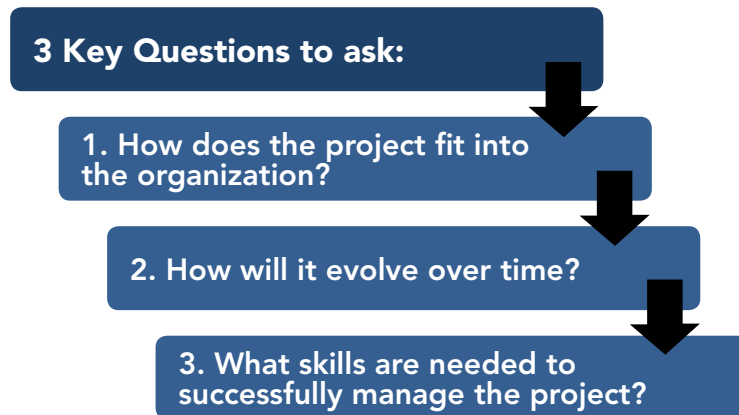 3 Key Questions to ask:
1. How does the project fit into
the organization?
2. How will it evolve over time?
3. What skills are needed to
successfully manage the project?